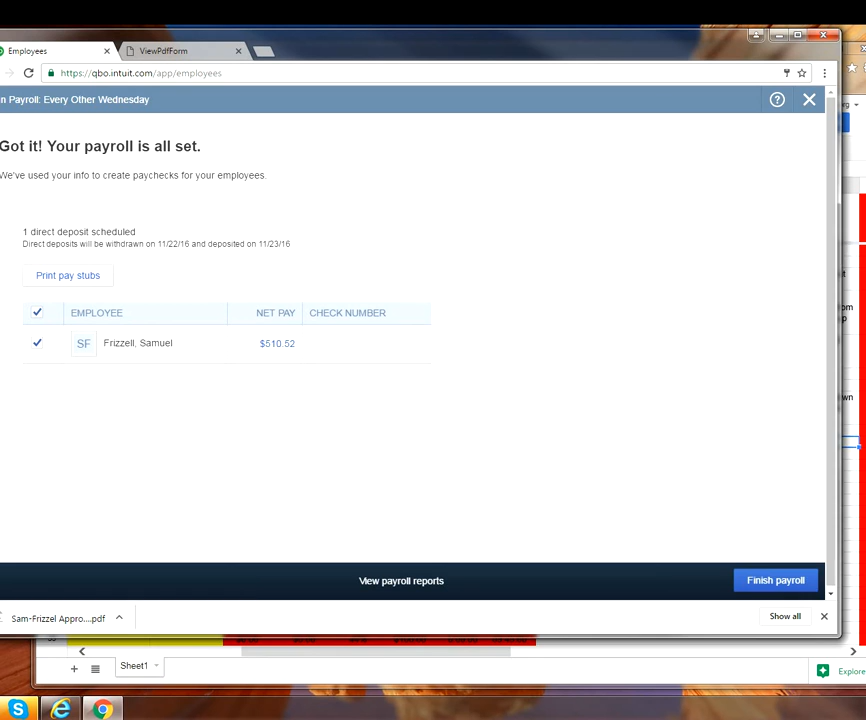 Employees
ViewPdfForm
https://qbo.intuit.com/app/employees
n Payroll: Every Other Wednesday
Got it! Your payroll is all set.
We've used your info to create paychecks for your employees.
1 direct deposit scheduled
Direct deposits will be withdrawn on 11/22/16 and deposited on 11/23/16
Print pay stubs
EMPLOYEE NET PAY CHECK NUMBER
SF Frizzell, Samuel $510.52
View payroll reports
Finish payroll
Sam-Frizzel Appro....pdf
Show all
Sheet1
Explore